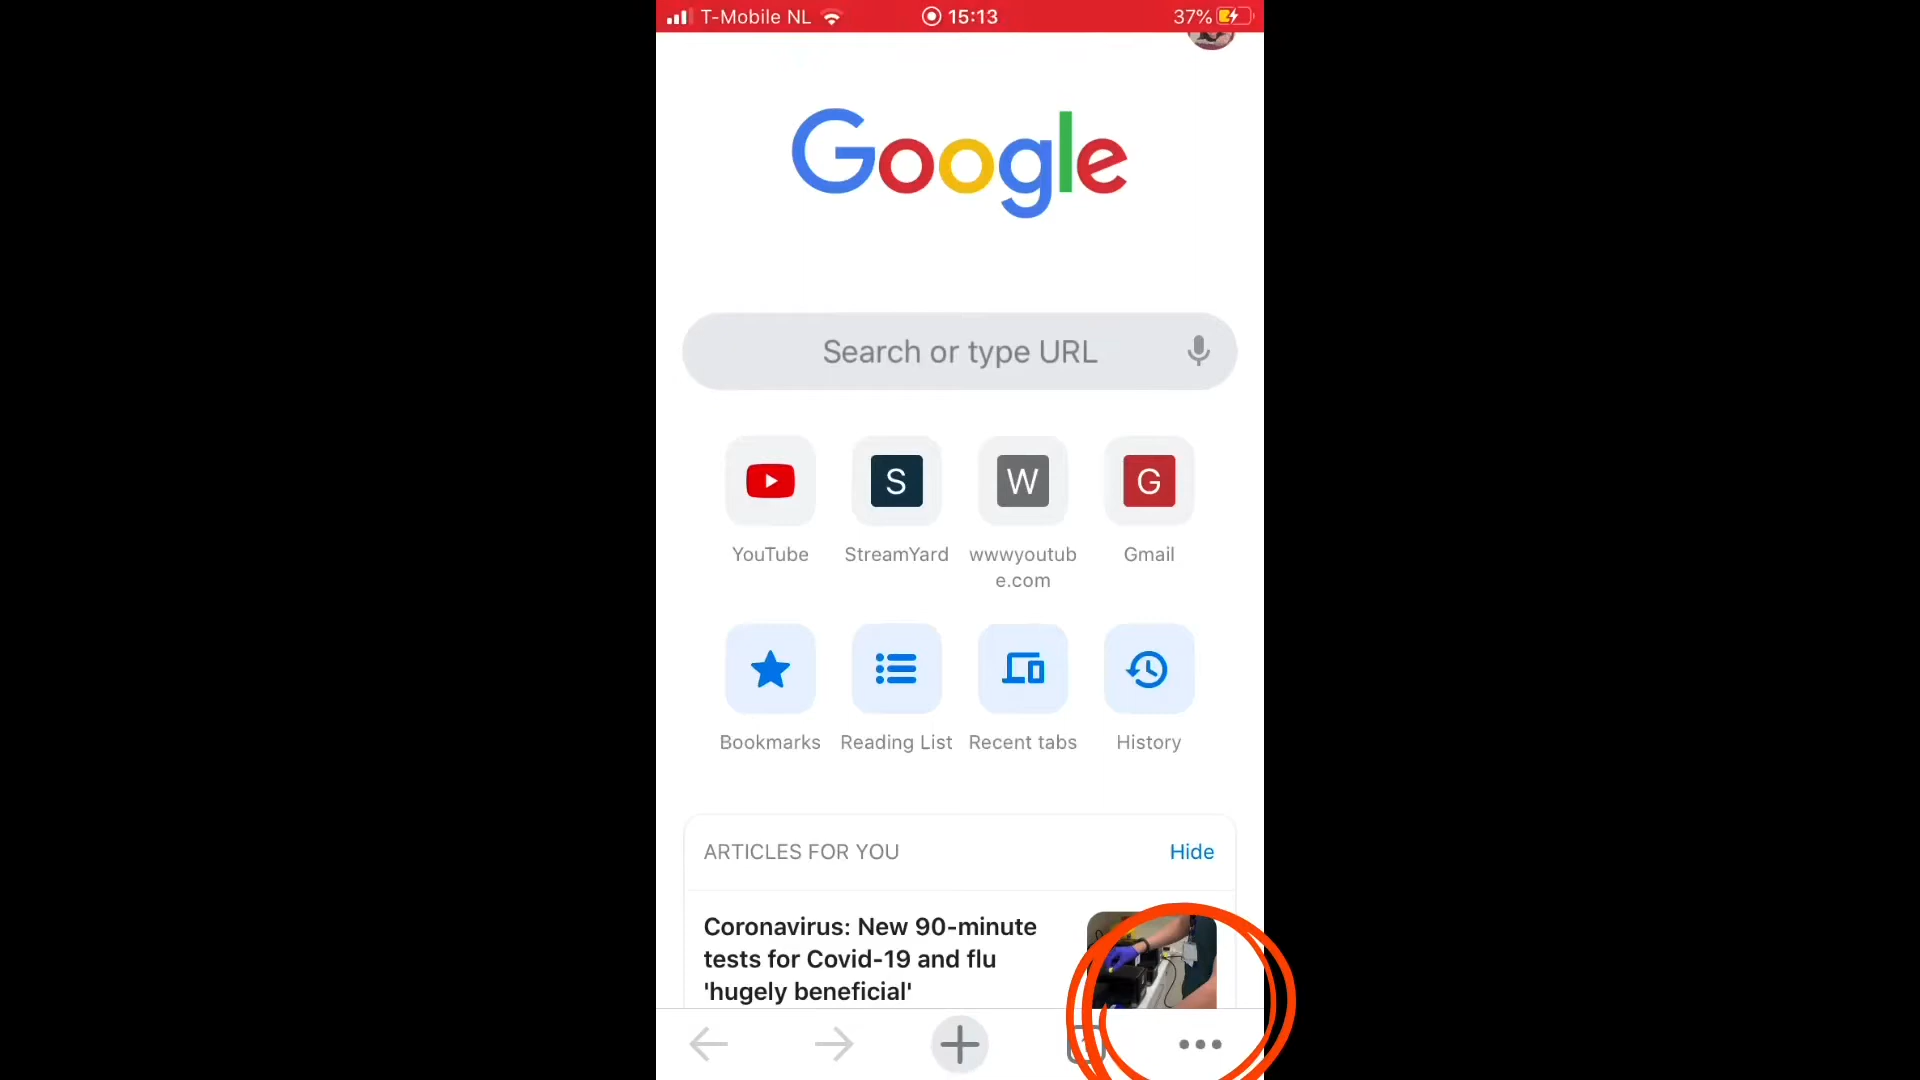 T-Mobile NL 15:13 37%
Google
Search or type URL
S W G
YouTube StreamYard wwwyoutub Gmail
e.com
Bookmarks Reading List Recent tabs History
ARTICLES FOR YOU Hide
Coronavirus: New 90-minute
tests for Covid-19 and flu
'hugely beneficial'